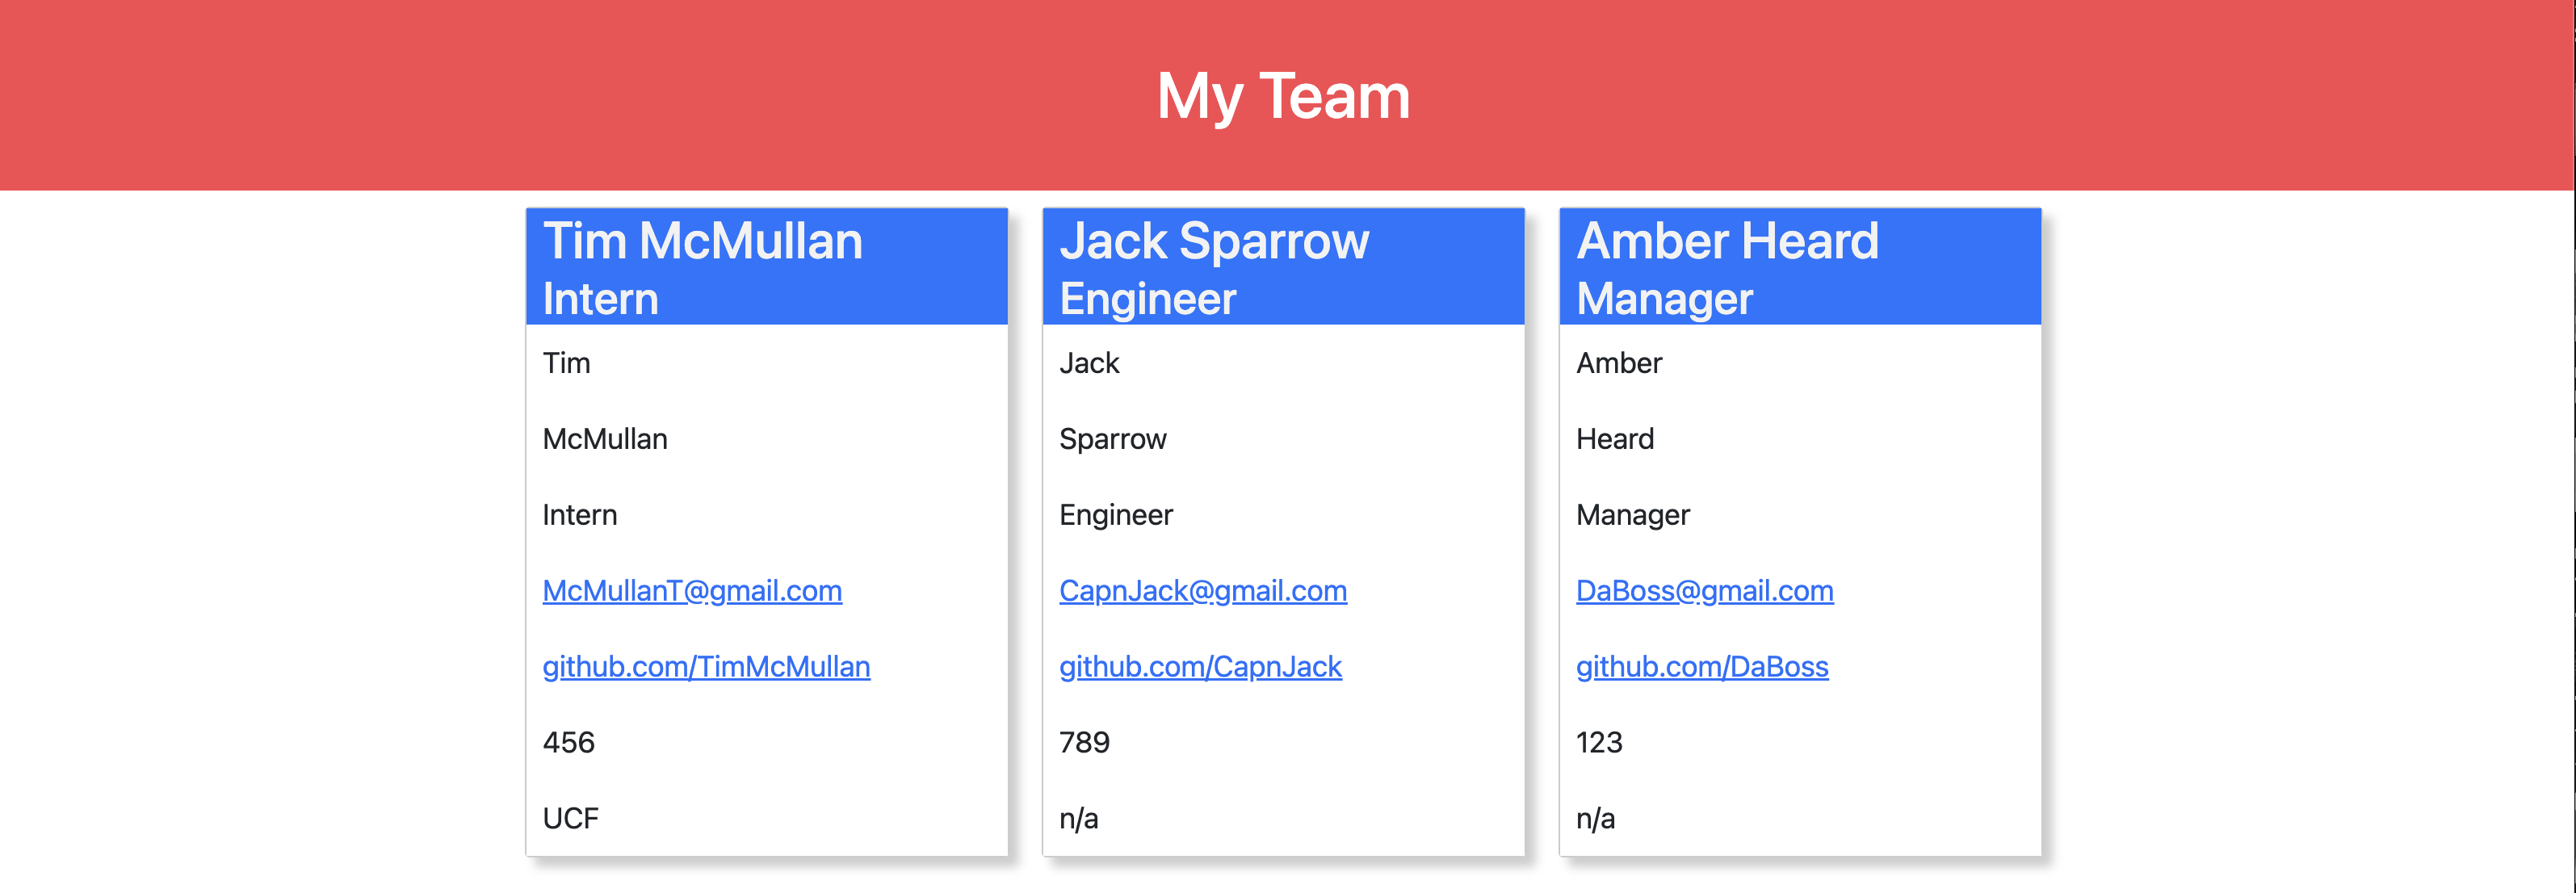 My Team
Tim McMullan
Intern
Tim
McMullan
Intern
McMullanT@gmail.com
github.com/TimMcMullan
456
UCF
Jack Sparrow
Engineer
Jack
Sparrow
Engineer
CapnJack@gmail.com
github.com/CapnJack
789
n/a
Amber Heard
Manager
Amber
Heard
Manager
DaBoss@gmail.com
github.com/DaBoss
123
n/a